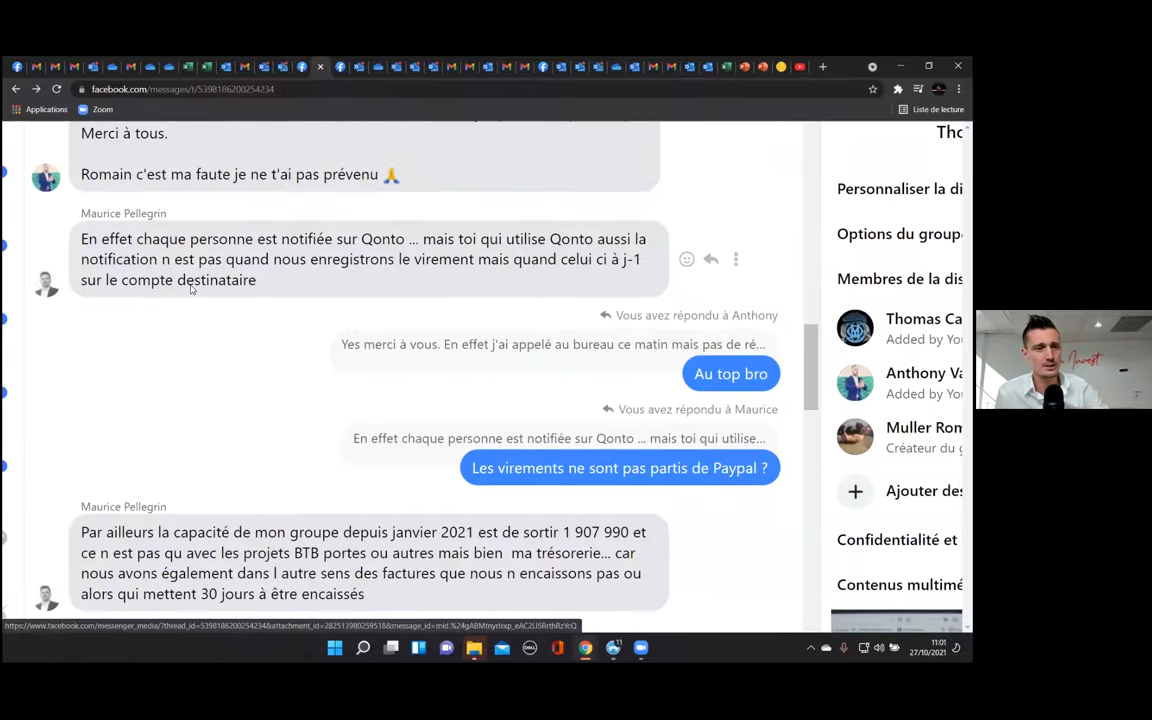 facebook.com/messages/t/5398186200254234
Applications
Zoom
Liste de lecture
Merci à tous.
Romain c'est ma faute je ne t'ai pas prévenu 🙏
Maurice Pellegrin
En effet chaque personne est notifiée sur Qonto ... mais toi qui utilise Qonto aussi la
notification n est pas quand nous enregistrons le virement mais quand celui ci à j-1
sur le compte destinataire
Vous avez répondu à Anthony
Yes merci à vous. En effet j'ai appelé au bureau ce matin mais pas de ré...
Au top bro
Vous avez répondu à Maurice
En effet chaque personne est notifiée sur Qonto ... mais toi qui utilise...
Les virements ne sont pas partis de Paypal ?
Maurice Pellegrin
Par ailleurs la capacité de mon groupe depuis janvier 2021 est de sortir 1 907 990 et
ce n est pas qu avec les projets BTB portes ou autres mais bien ma trésorerie... car
nous avons également dans l autre sens des factures que nous n encaissons pas ou
alors qui mettent 30 jours à être encaissés
Tho
Personnaliser la di
Options du groupe
Membres de la dis
Thomas Ca
Added by You
Anthony Va
Added by You
Muller Rom
Créateur du g
Ajouter des
Confidentialité et
Contenus multimé
Invest
11
11:01
27/10/2021